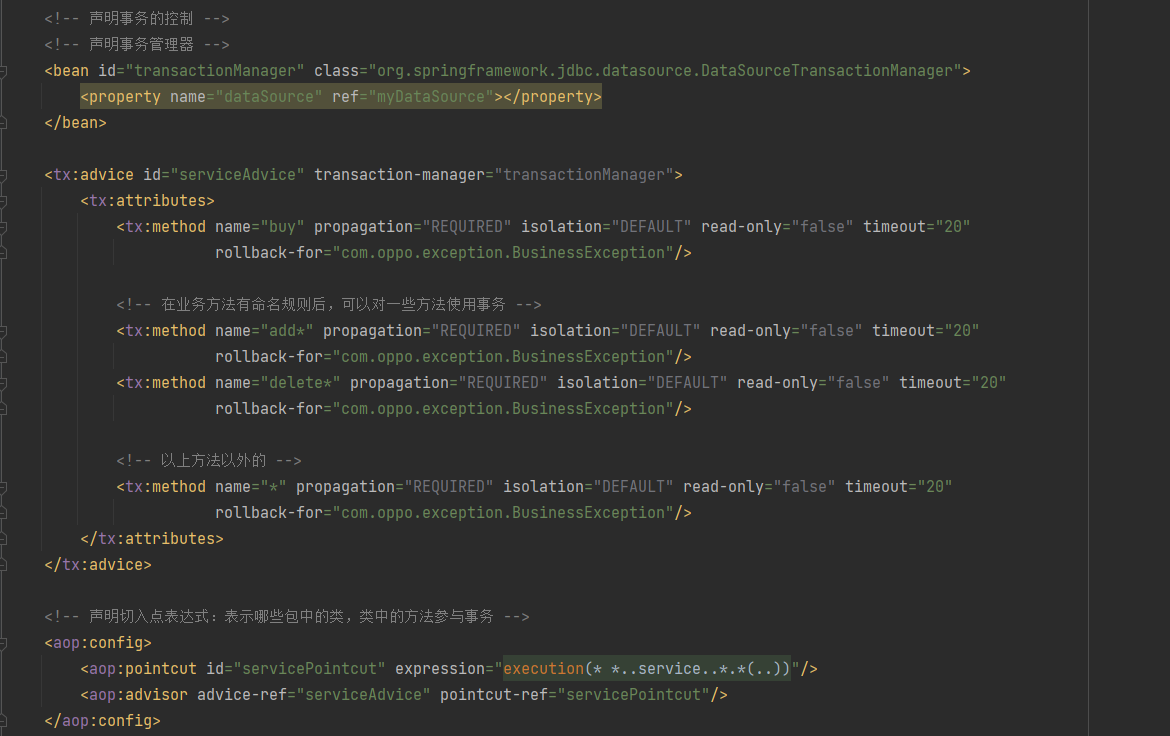 <!-- 声明事务的控制 -->
<!-- 声明事务管理器 -->
<bean id="transactionManager" class="org.springframework.jdbc.datasource.DataSourceTransactionManager">
<property name="dataSource" ref="myDataSource"></property>
</bean>
<tx:advice id="serviceAdvice" transaction-manager="transactionManager">
<tx:attributes>
<tx:method name="buy" propagation="REQUIRED" isolation="DEFAULT" read-only="false" timeout="20"
rollback-for="com.oppo.exception.BusinessException"/>
<!-- 在业务方法有命名规则后，可以对一些方法使用事务 -->
<tx:method name="add*" propagation="REQUIRED" isolation="DEFAULT" read-only="false" timeout="20"
rollback-for="com.oppo.exception.BusinessException"/>
<tx:method name="delete*" propagation="REQUIRED" isolation="DEFAULT" read-only="false" timeout="20"
rollback-for="com.oppo.exception.BusinessException"/>
<!-- 以上方法以外的 -->
<tx:method name="*" propagation="REQUIRED" isolation="DEFAULT" read-only="false" timeout="20"
rollback-for="com.oppo.exception.BusinessException"/>
</tx:attributes>
</tx:advice>
<!-- 声明切入点表达式：表示哪些包中的类，类中的方法参与事务 -->
<aop:config>
<aop:pointcut id="servicePointcut" expression="execution(* *..service..*.*(..))"/>
<aop:advisor advice-ref="serviceAdvice" pointcut-ref="servicePointcut"/>
</aop:config>